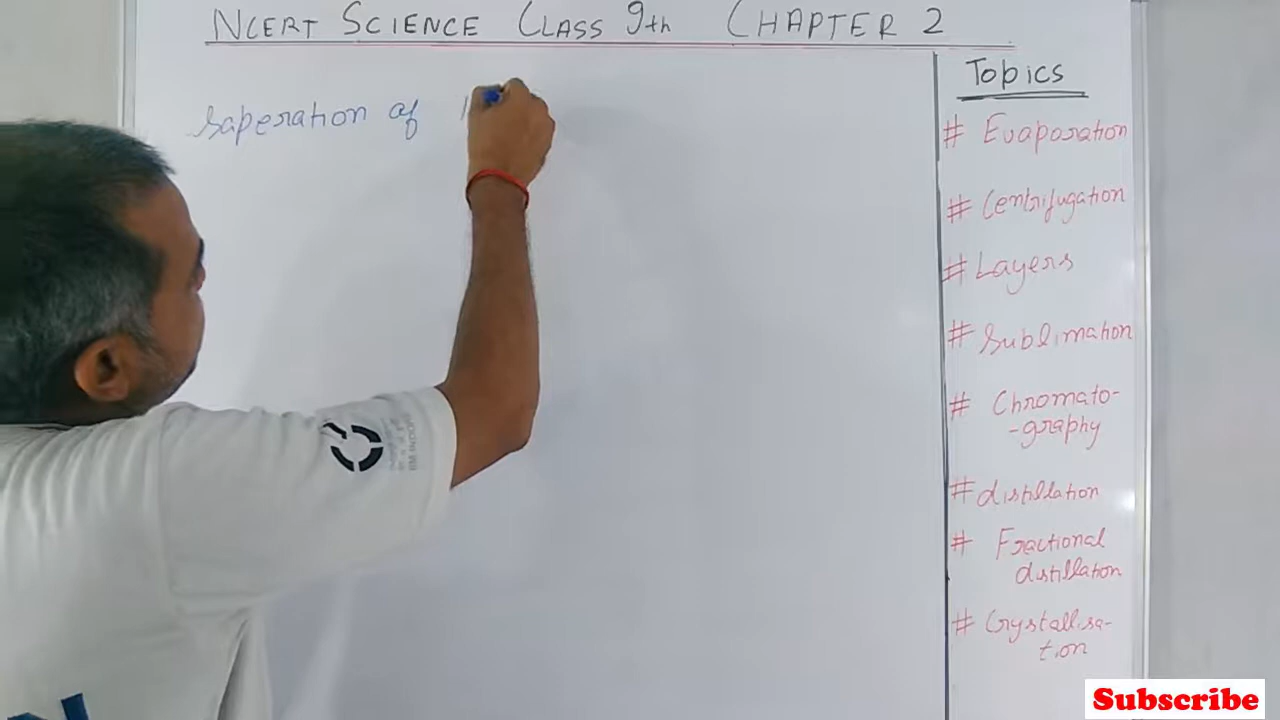 NCERT SCIENCE CLASS 9th CHAPTER 2
saperation of
Topics
# Evaporation
# Centrifugation
# Layers
# Sublimation
# Chromato-
-graphy
# distillation
# Fractional
distillation
# Crystallisa-
tion
Subscribe